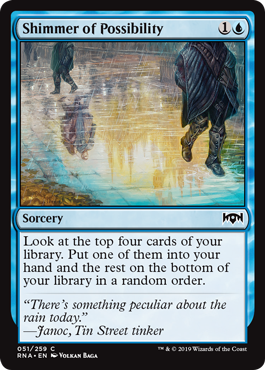 Shimmer of Possibility 1
Sorcery
Look at the top four cards of your
library. Put one of them into your
hand and the rest on the bottom of
your library in a random order.
“There’s something peculiar about the
rain today.”
—Janoc, Tin Street tinker
051/259 C
RNA • EN VOLKAN BAGA
™ & © 2019 Wizards of the Coast